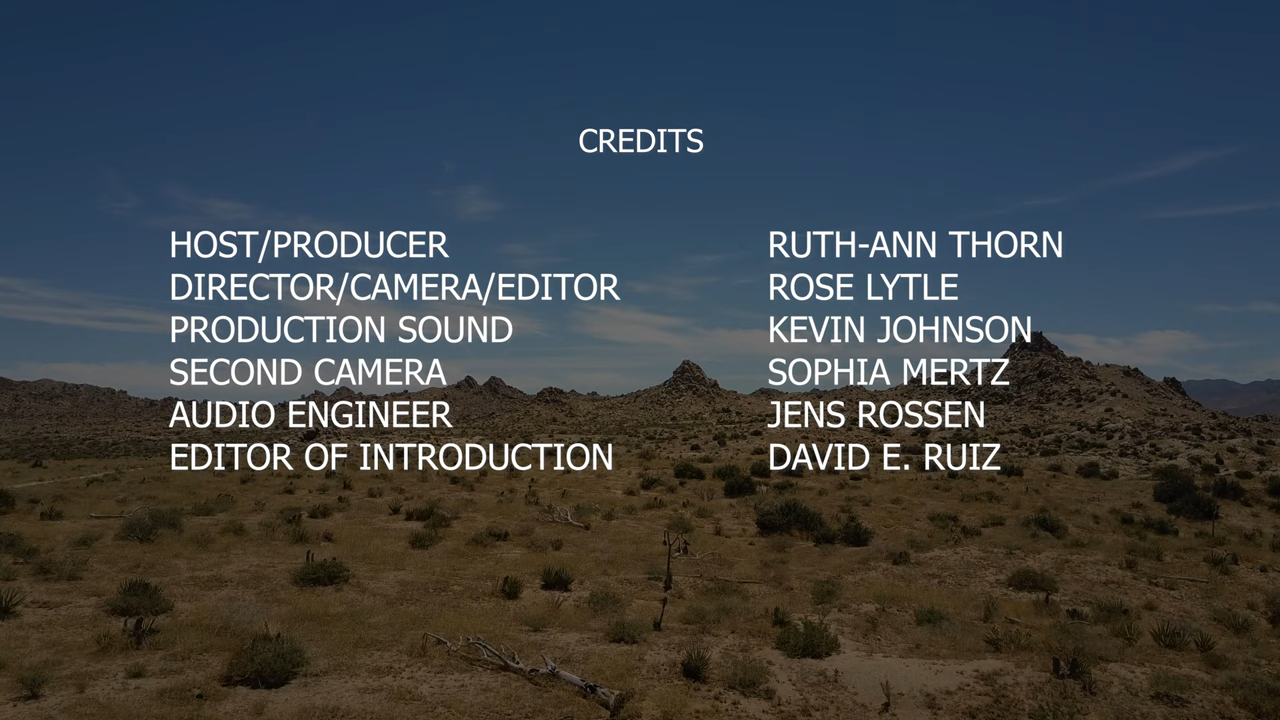 CREDITS
HOST/PRODUCER RUTH-ANN THORN
DIRECTOR/CAMERA/EDITOR ROSE LYTLE
PRODUCTION SOUND KEVIN JOHNSON
SECOND CAMERA SOPHIA MERTZ
AUDIO ENGINEER JENS ROSSEN
EDITOR OF INTRODUCTION DAVID E. RUIZ